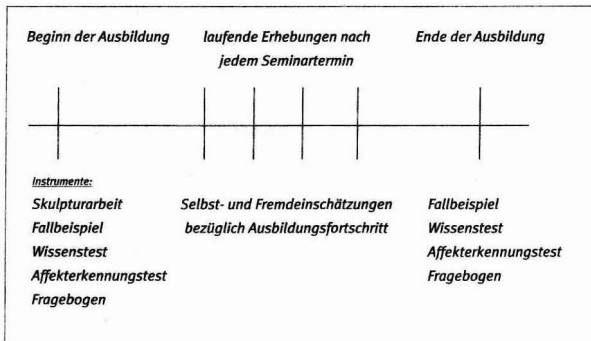 Beginn der Ausbildung
laufende Erhebungen nach
jedem Seminartermin
Ende der Ausbildung
Instrumente:
Skulpturarbeit
Fallbeispiel
Wissenstest
Affekterkennungstest
Fragebogen
Selbst- und Fremdeinschätzungen
bezüglich Ausbildungsfortschritt
Fallbeispiel
Wissenstest
Affekterkennungstest
Fragebogen